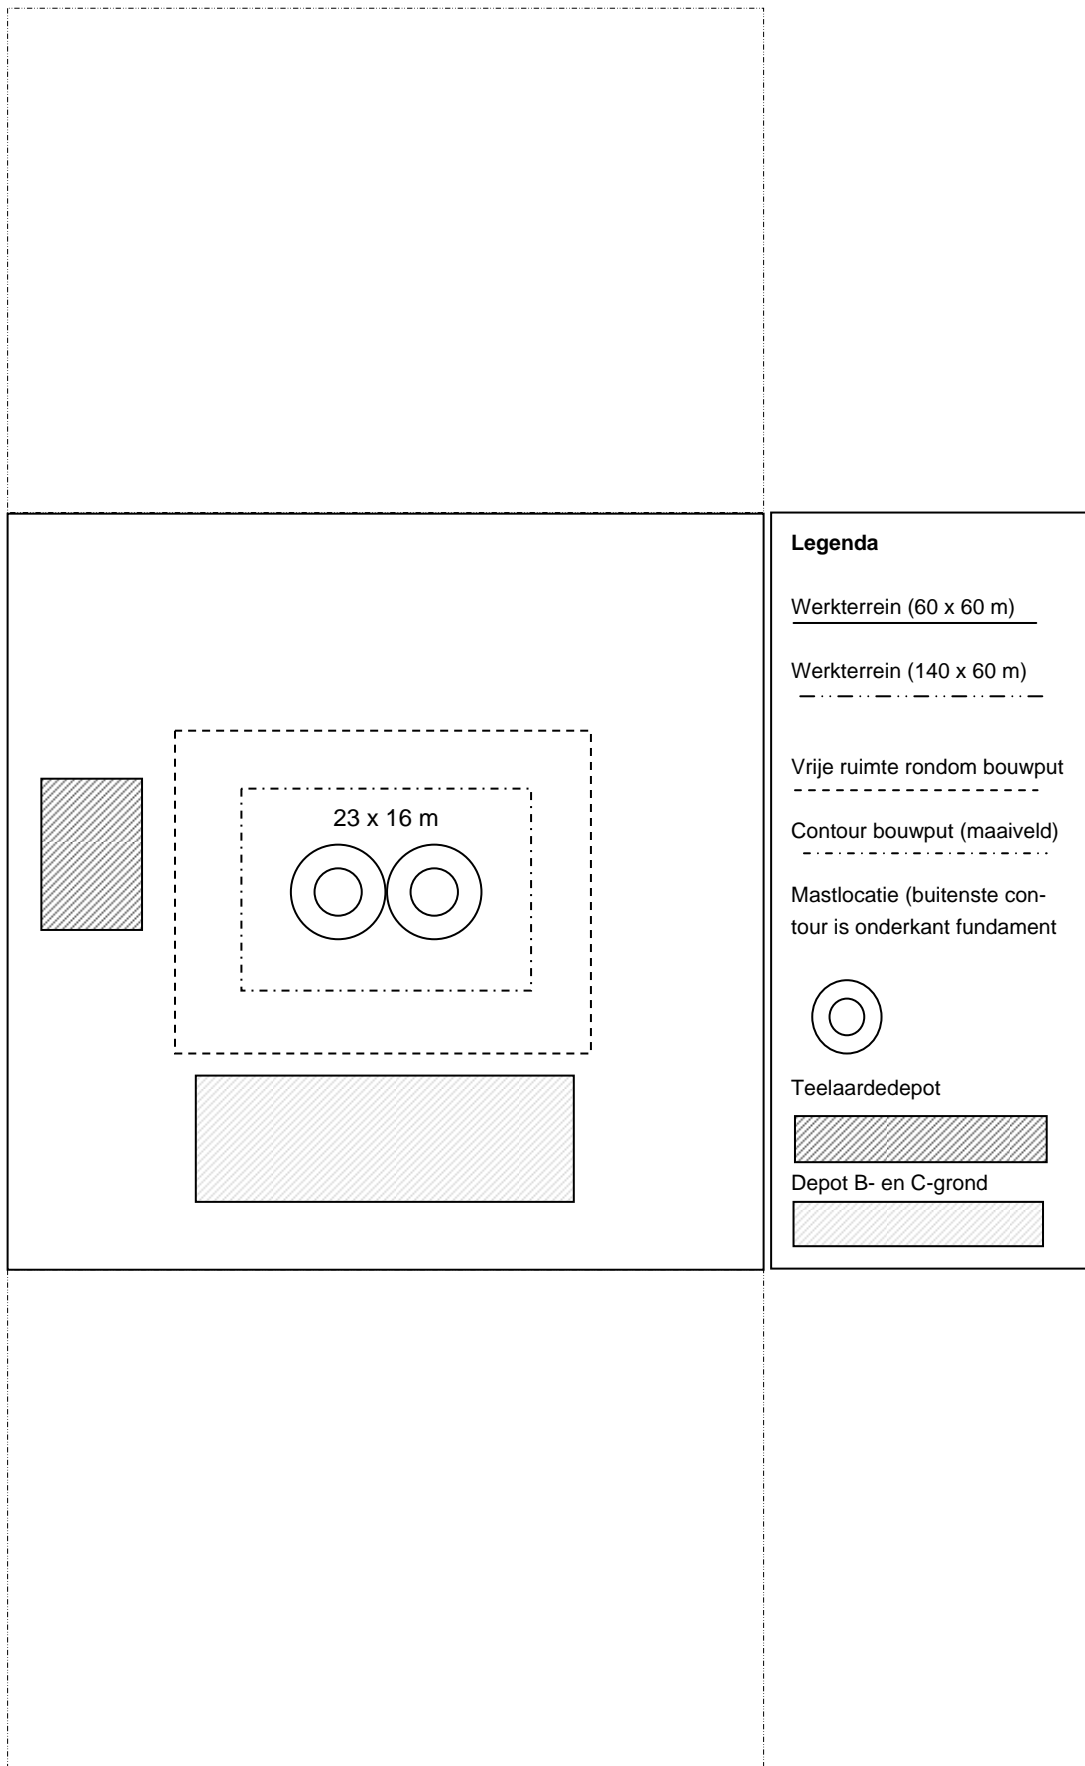 23 x 16 m
Legenda
Werkterrein (60 x 60 m)
Werkterrein (140 x 60 m)
Vrije ruimte rondom bouwput
Contour bouwput (maaiveld)
Mastlocatie (buitenste con-
tour is onderkant fundament
Teelaardedepot
Depot B- en C-grond